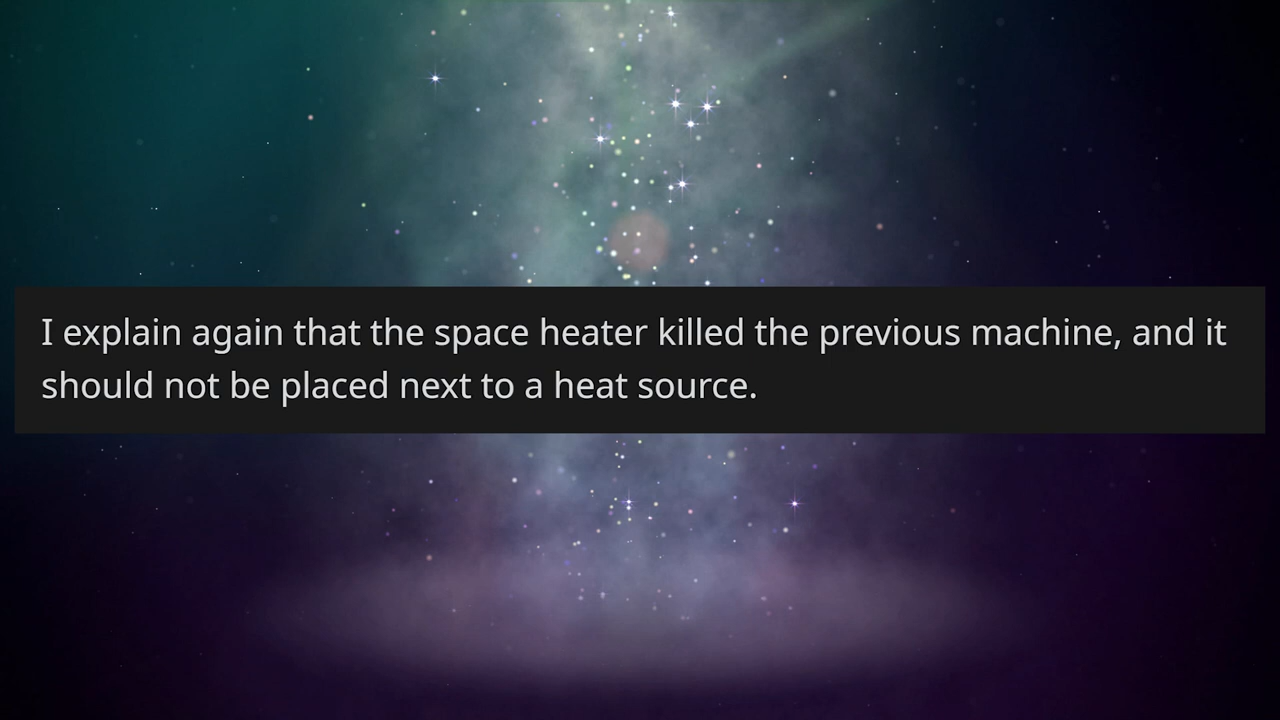 I explain again that the space heater killed the previous machine, and it
should not be placed next to a heat source.